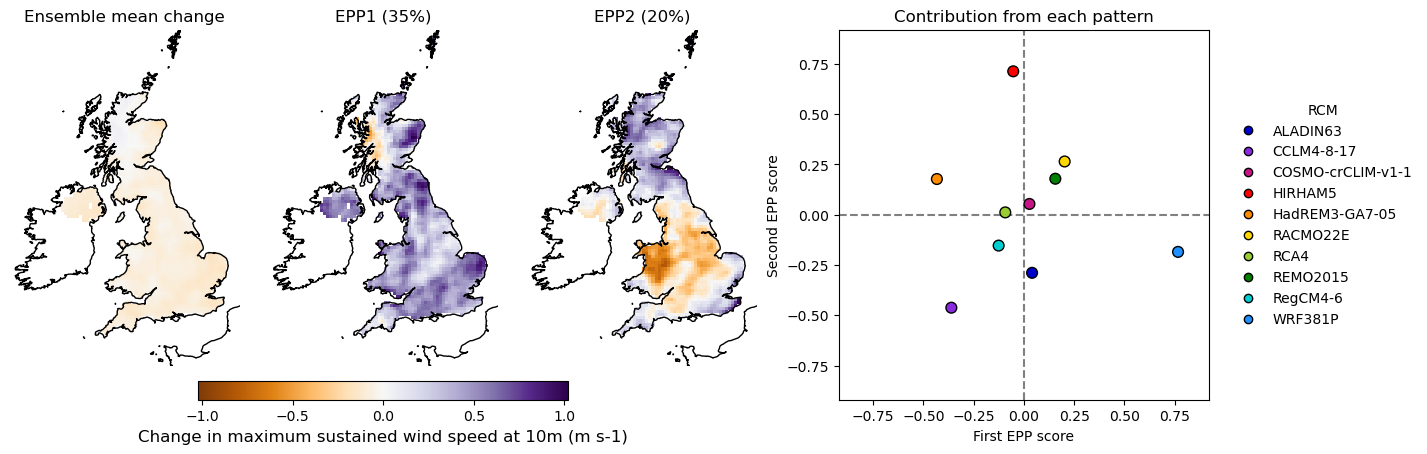 Ensemble mean change
EPP1 (35%)
EPP2 (20%)
−1.0
−0.5
0.0
0.5
1.0
Change in maximum sustained wind speed at 10m (m s-1)
Contribution from each pattern
Second EPP score
0.75
0.50
0.25
0.00
−0.25
−0.50
−0.75
−0.75
−0.50
−0.25
0.00
0.25
0.50
0.75
First EPP score
RCM
ALADIN63
CCLM4-8-17
COSMO-crCLIM-v1-1
HIRHAM5
HadREM3-GA7-05
RACMO22E
RCA4
REMO2015
RegCM4-6
WRF381P